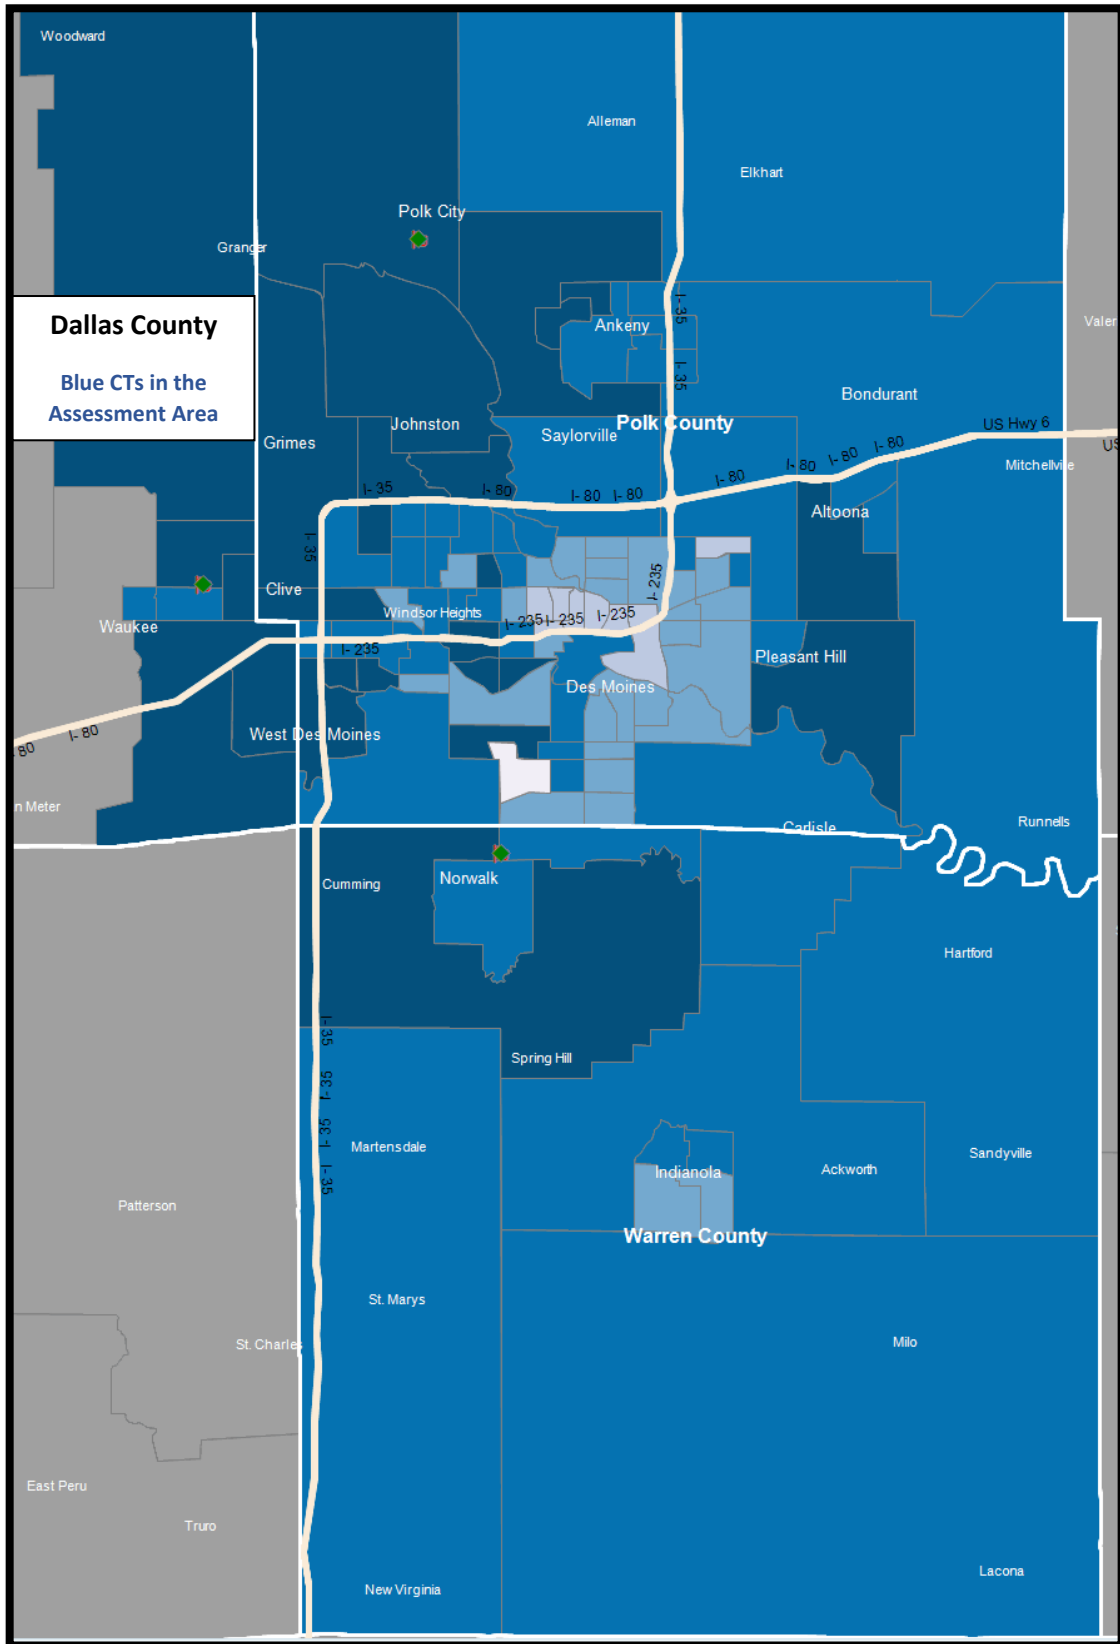 Woodward
Alleman
Elkhart
Polk City
Granger
Dallas County
Blue CTs in the
Assessment Area
I-35
Ankeny
Valer
I-35
Bondurant
Johnston
Polk County
US Hwy 6
US
Saylorville
Grimes
I-80
I-80
I-80
Mitchellville
I-35
I-80
I-80
I-80
I-80
Altoona
I-35
I-235
Clive
Windsor Heights
I-235
I-235
I-235
Waukee
I-235
Pleasant Hill
Des Moines
I-80
80
West Des Moines
n Meter
Carlisle
Runnells
Cumming
Norwalk
Hartford
I-35
Spring Hill
I-35
I-35
Martensdale
I-35
Indianola
Ackworth
Sandyville
Patterson
Warren County
St. Marys
St. Charles
Milo
East Peru
Truro
Lacona
New Virginia